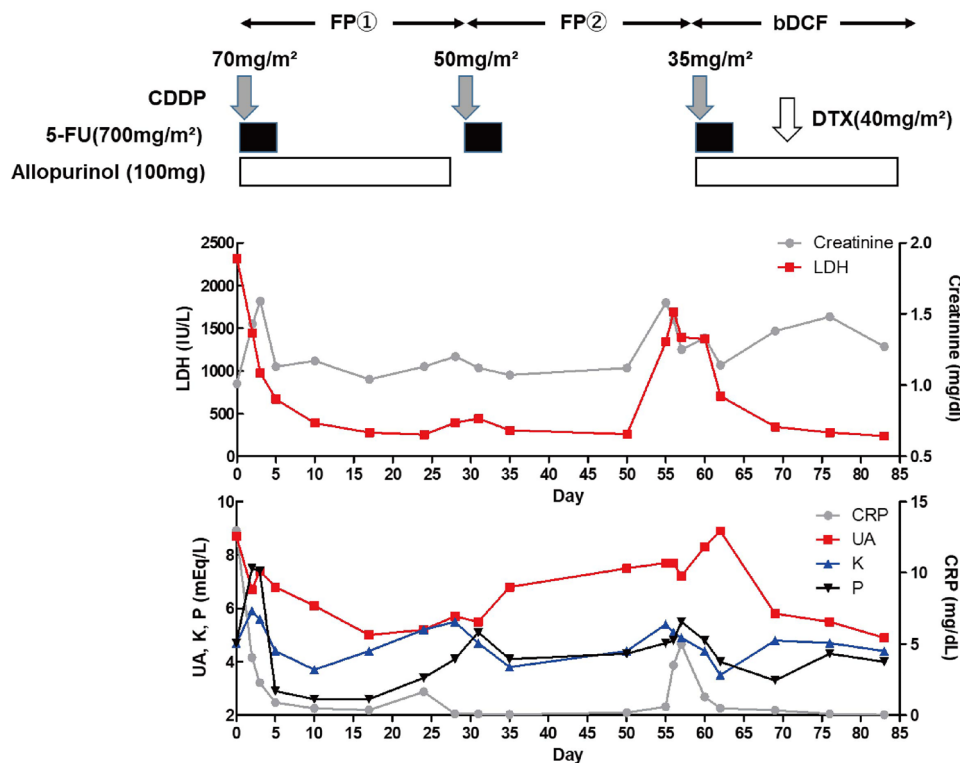 FP① FP② bDCF
70mg/m² 50mg/m² 35mg/m²
CDDP
5-FU(700mg/m²) DTX(40mg/m²)
Allopurinol (100mg)
Creatinine
LDH
LDH (IU/L)
2500
2000
1500
1000
500
0
Creatinine (mg/dl)
2.0
1.5
1.0
0.5
0 5 10 15 20 25 30 35 40 45 50 55 60 65 70 75 80 85
Day
CRP
UA
K
P
UA, K, P (mEq/L)
10
8
6
4
2
CRP (mg/dL)
15
10
5
0
0 5 10 15 20 25 30 35 40 45 50 55 60 65 70 75 80 85
Day